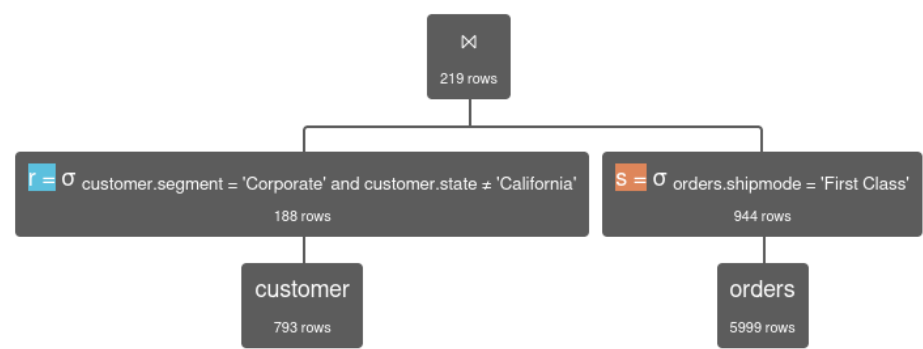 ⋈
219 rows
r = σ customer.segment = 'Corporate' and customer.state ≠ 'California'
188 rows
s = σ orders.shipmode = 'First Class'
944 rows
customer
793 rows
orders
5999 rows